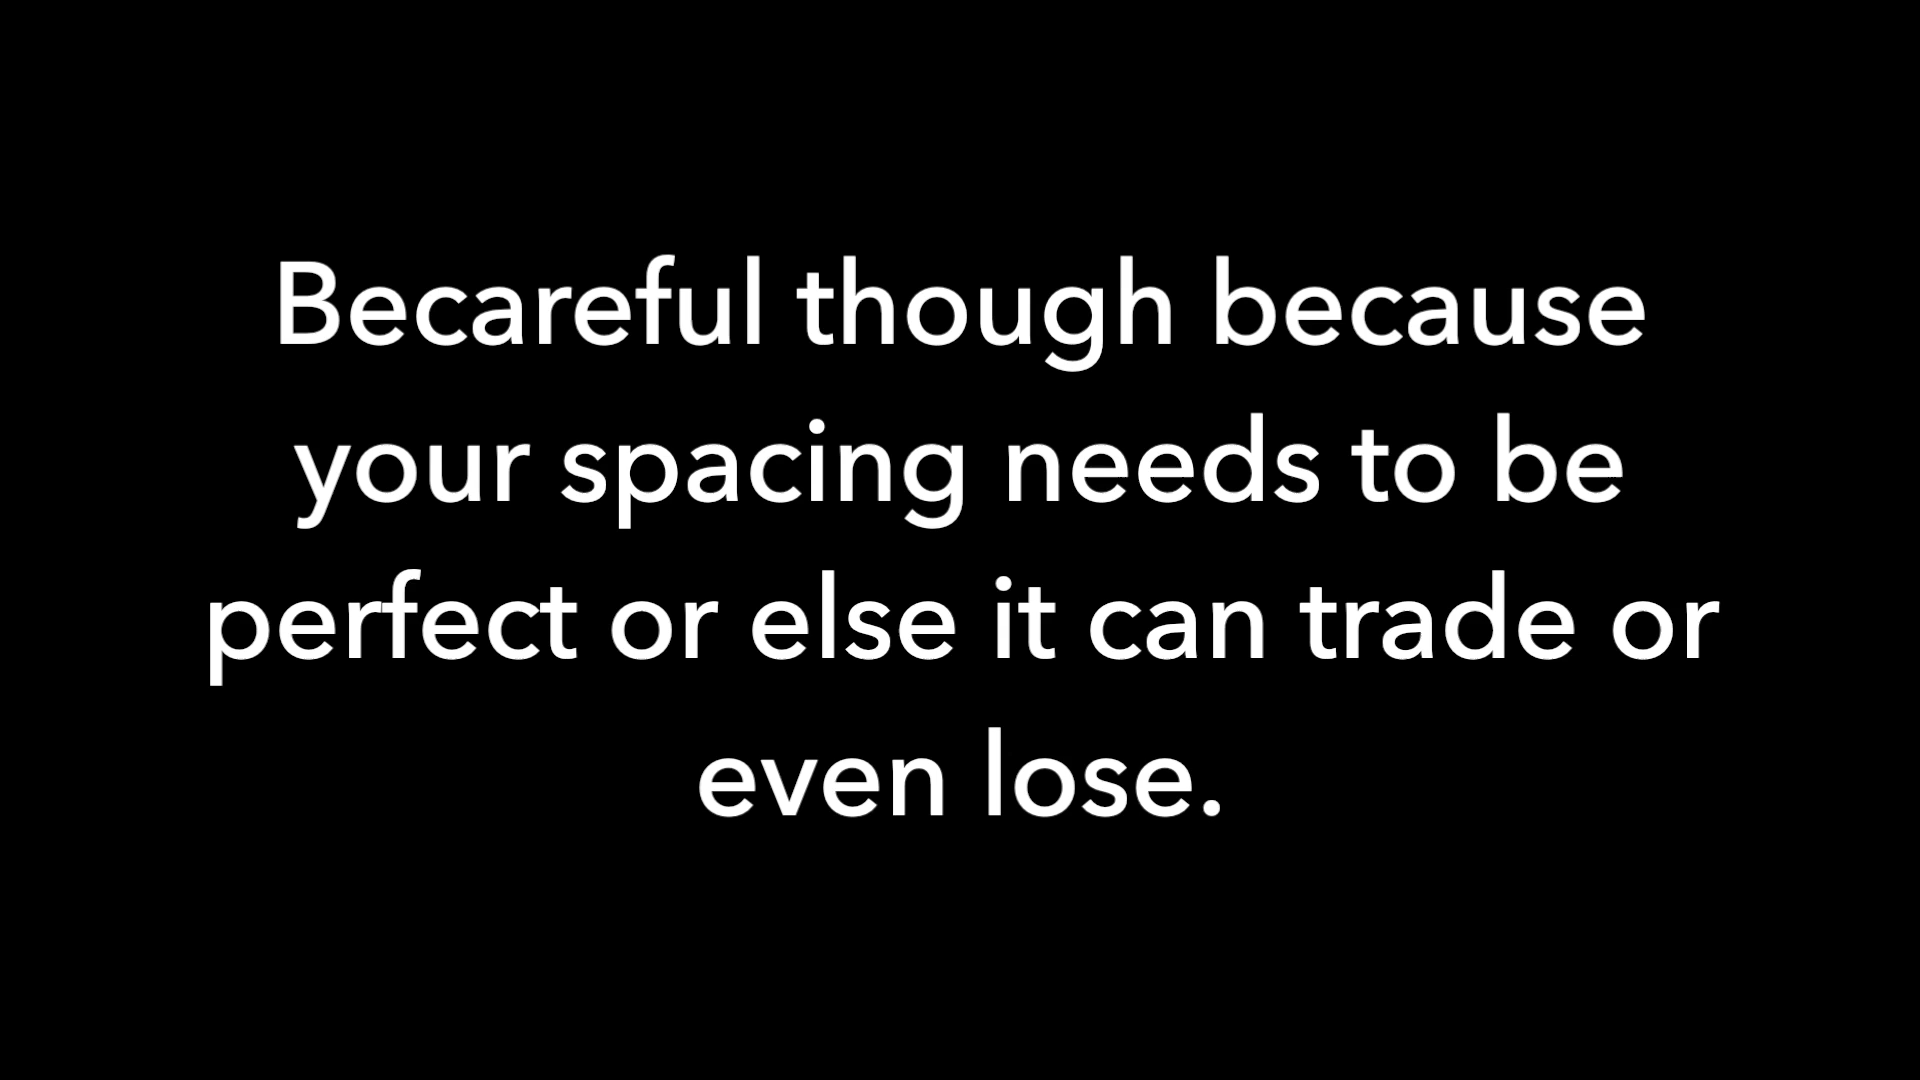 Becareful though because
your spacing needs to be
perfect or else it can trade or
even lose.